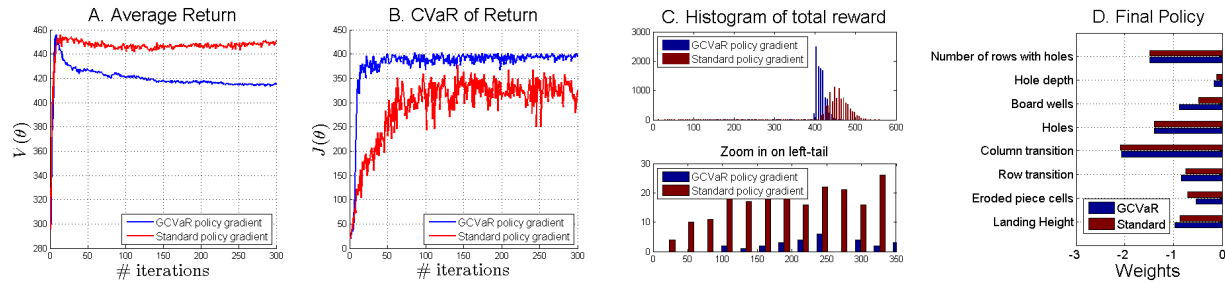 A. Average Return
460
440
420
400
380
360
340
320
300
280
0
50
100
150
200
250
300
V(θ)
# iterations
GCVaR policy gradient
Standard policy gradient
B. CVaR of Return
450
400
350
300
250
200
150
100
50
0
0
50
100
150
200
250
300
J(θ)
# iterations
GCVaR policy gradient
Standard policy gradient
C. Histogram of total reward
3000
2000
1000
0
0
100
200
300
400
500
600
GCVaR policy gradient
Standard policy gradient
Zoom in on left-tail
30
20
10
0
0
50
100
150
200
250
300
350
GCVaR policy gradient
Standard policy gradient
D. Final Policy
Number of rows with holes
Hole depth
Board wells
Holes
Column transition
Row transition
Eroded piece cells
Landing Height
GCVaR
Standard
-3
-2
-1
0
Weights